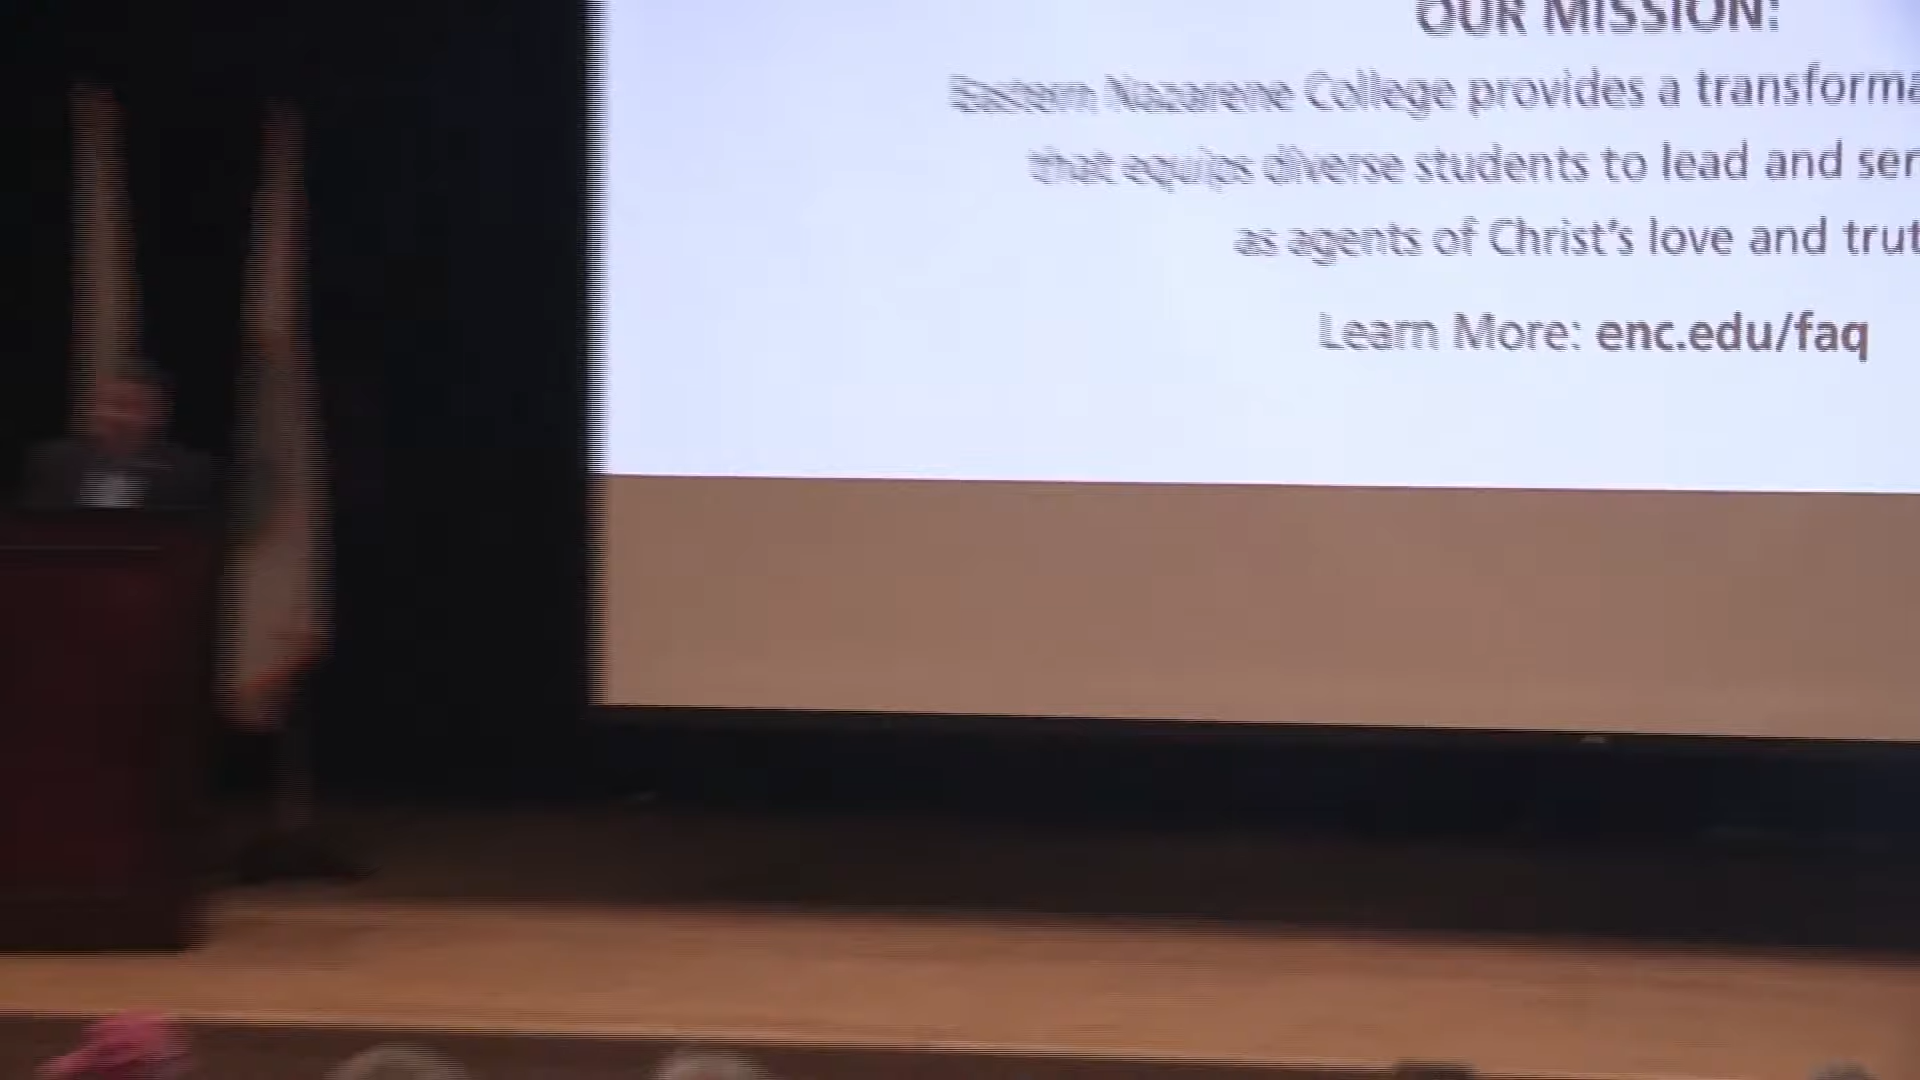 OUR MISSION:
Eastern Nazarene College provides a transforma
that equips diverse students to lead and ser
as agents of Christ's love and trut
Learn More: enc.edu/faq